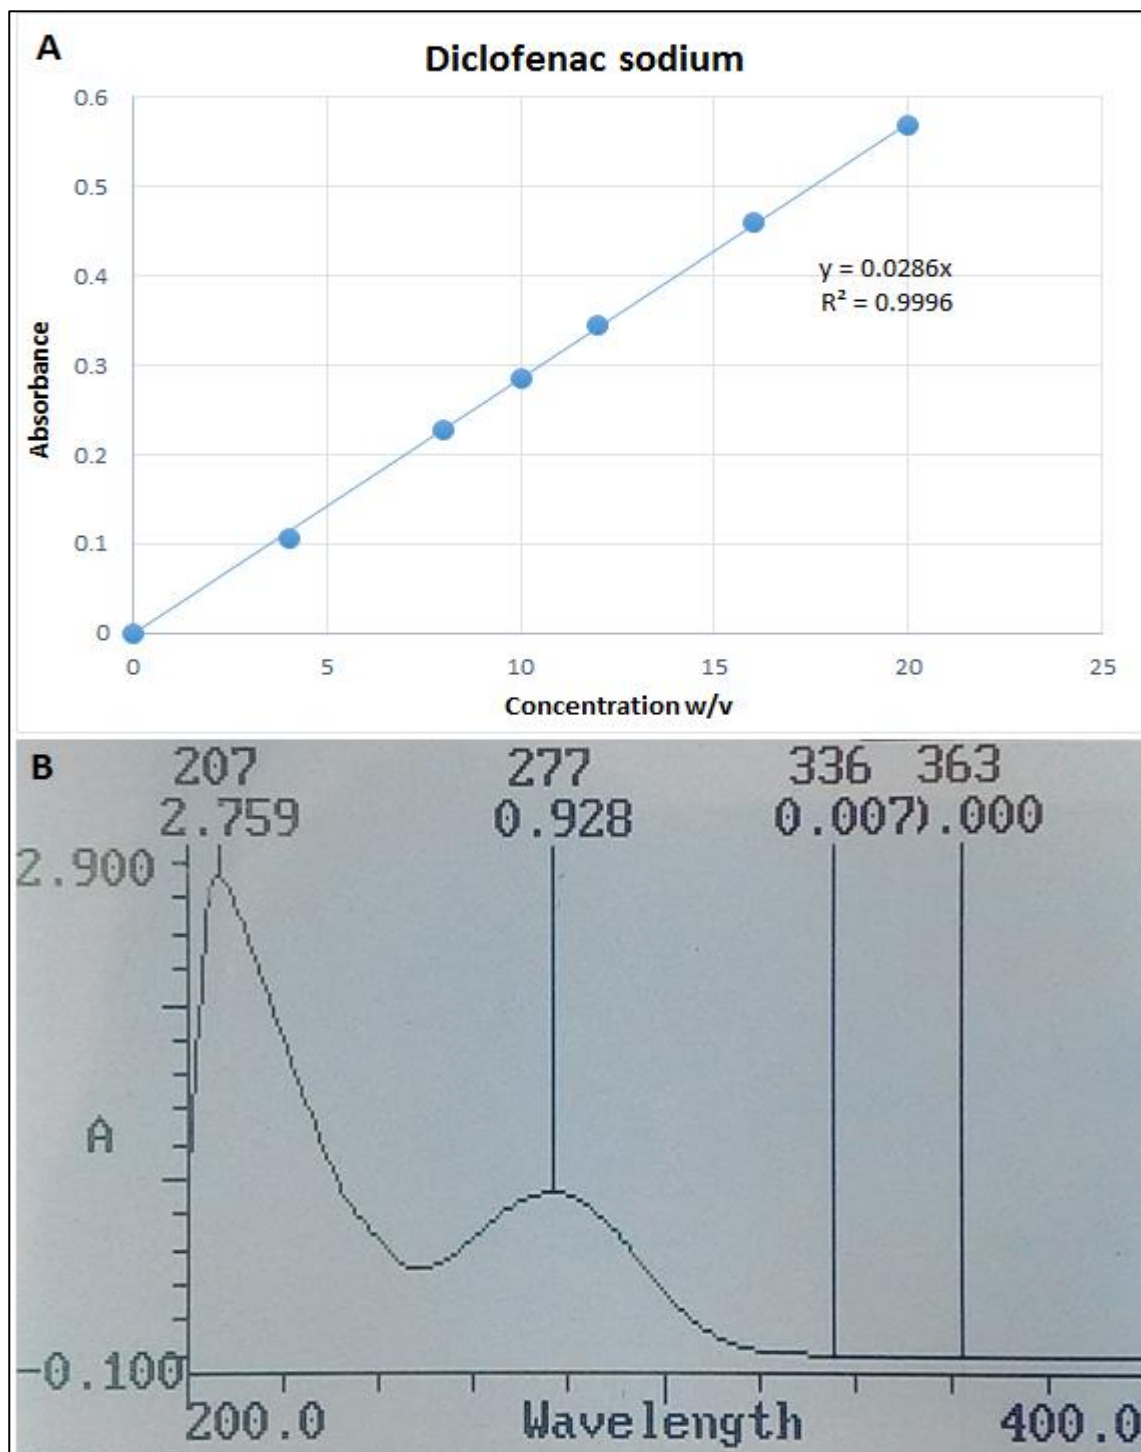 A
Diclofenac sodium
0.6
0.5
0.4
0.3
0.2
0.1
0
y = 0.0286x
R² = 0.9996
Absorbance
0 5 10 15 20 25
Concentration w/v
B
207 277 336 363
2.759 0.928 0.007).000
2.900
A
-0.100
200.0 Wavelength 400.0